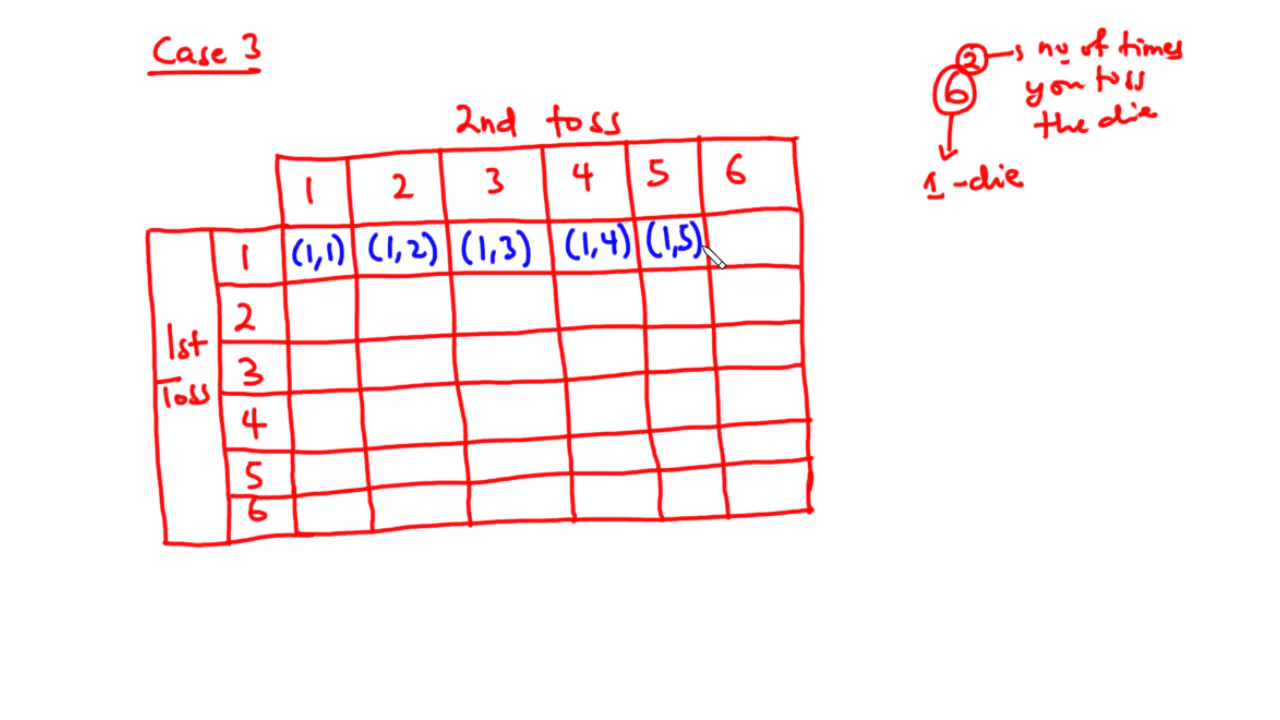 Case 3
2 → no of times
6 you toss
the die
1 - die
2nd toss
1 2 3 4 5 6
1 (1,1) (1,2) (1,3) (1,4) (1,5)
2
1st
3
Toss
4
5
6